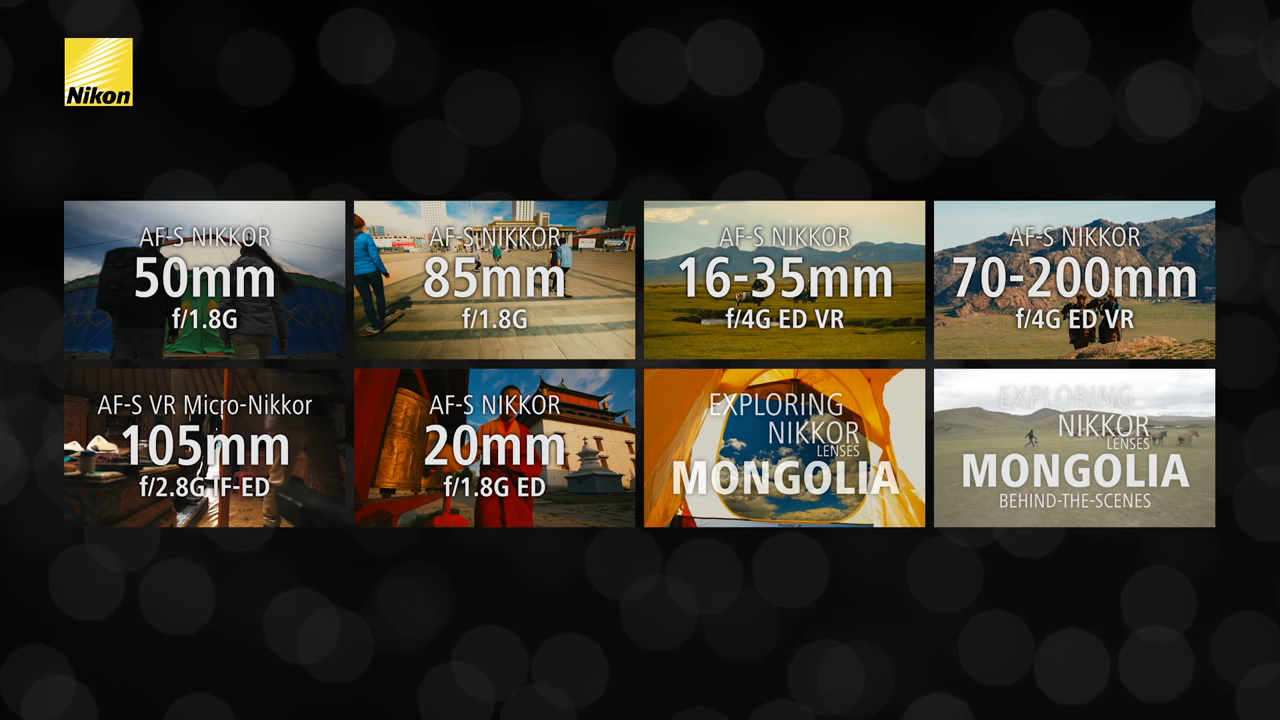 Nikon
AF-S NIKKOR
50mm
f/1.8G
AF-S NIKKOR
85mm
f/1.8G
AF-S NIKKOR
16-35mm
f/4G ED VR
AF-S NIKKOR
70-200mm
f/4G ED VR
AF-S VR Micro-Nikkor
105mm
f/2.8G IF-ED
AF-S NIKKOR
20mm
f/1.8G ED
EXPLORING
NIKKOR
LENSES
MONGOLIA
EXPLORING
NIKKOR
LENSES
MONGOLIA
BEHIND-THE-SCENES